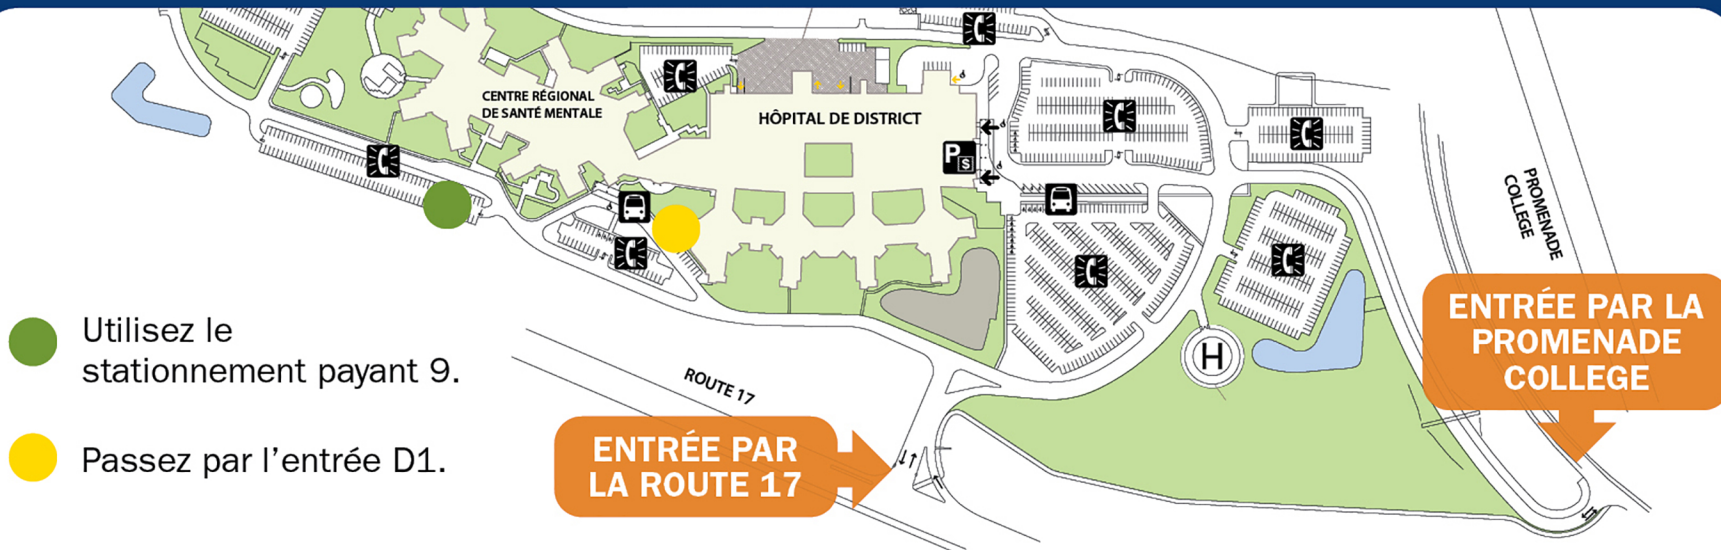 CENTRE RÉGIONAL
DE SANTÉ MENTALE
HÔPITAL DE DISTRICT
P
$
PROMENADE
COLLEGE
H
ROUTE 17
Utilisez le
stationnement payant 9.
Passez par l’entrée D1.
ENTRÉE PAR
LA ROUTE 17
ENTRÉE PAR LA
PROMENADE
COLLEGE